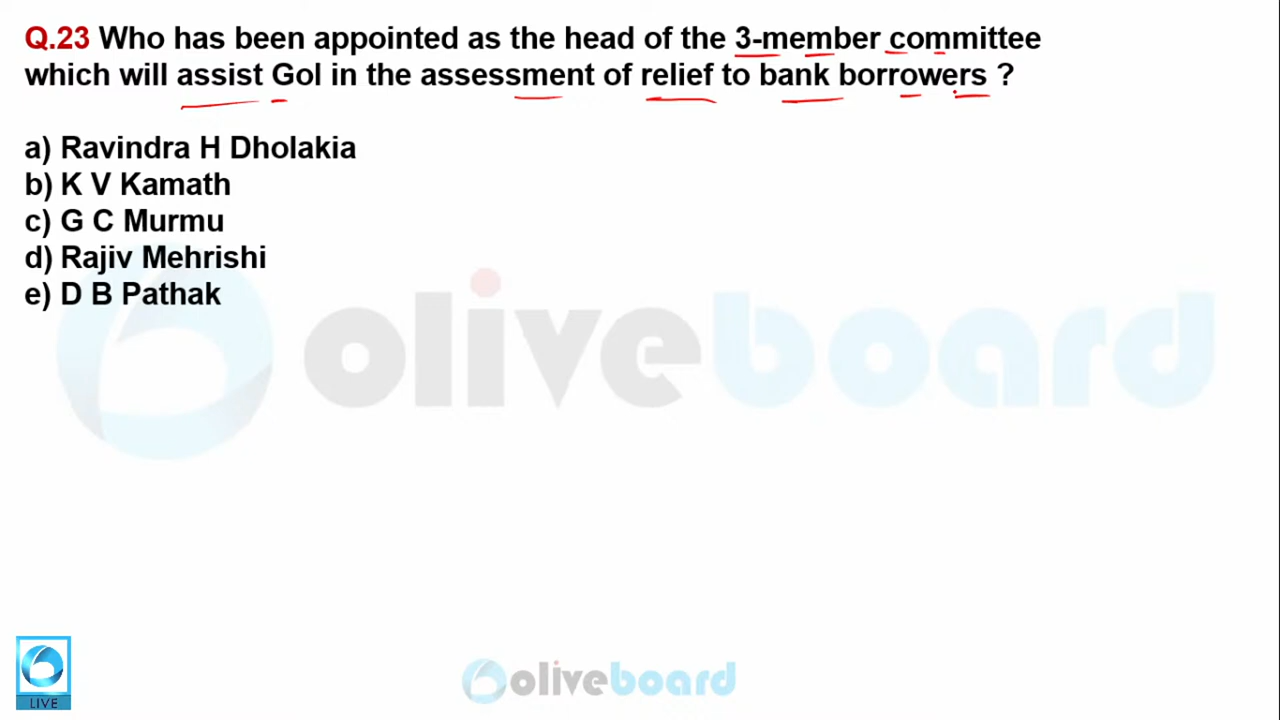 Q.23 Who has been appointed as the head of the 3-member committee
which will assist GoI in the assessment of relief to bank borrowers ?
a) Ravindra H Dholakia
b) K V Kamath
c) G C Murmu
d) Rajiv Mehrishi
e) D B Pathak
oliveboard
oliveboard
LIVE